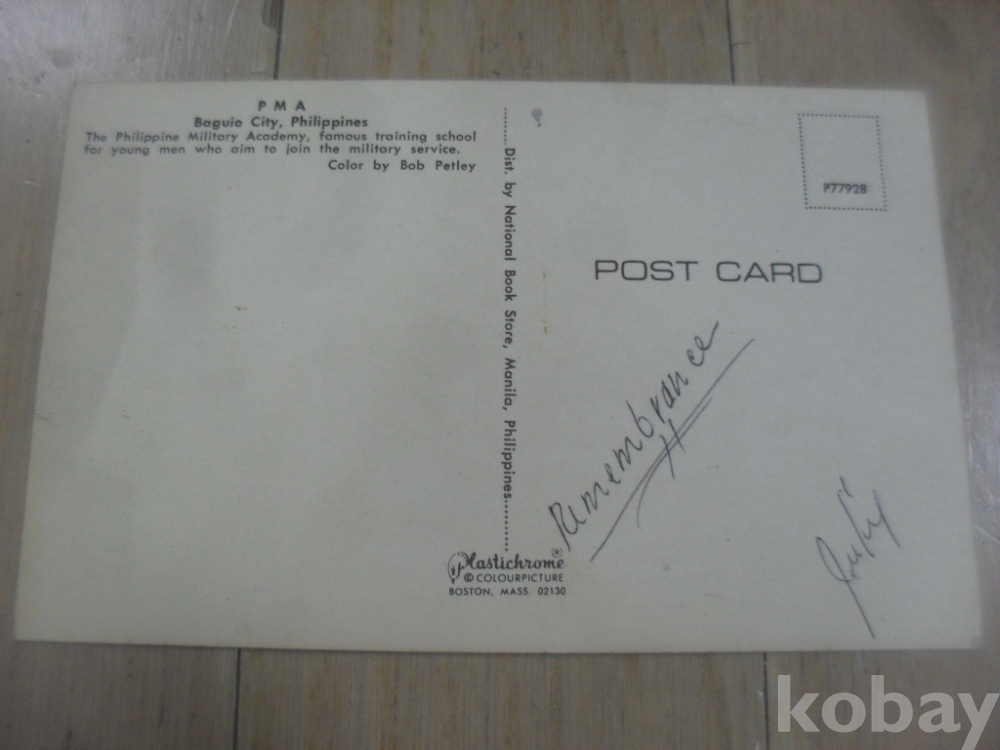 P M A
Baguio City, Philippines
The Philippine Military Academy, famous training school
for young men who aim to join the military service.
Color by Bob Petley
Dist. by National Book Store, Manila, Philippines
P77928
POST CARD
Remembrance
Plastichrome®
© COLOURPICTURE
BOSTON, MASS. 02130
kobay